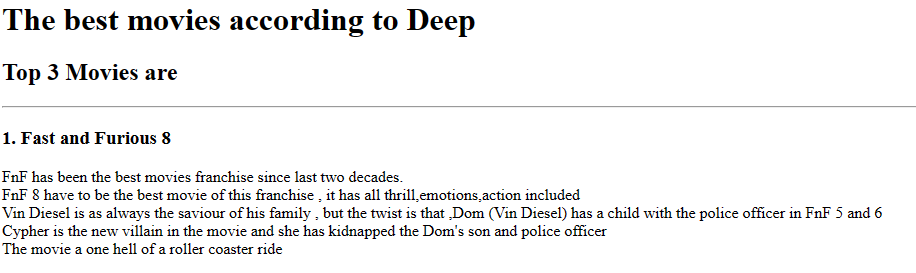 The best movies according to Deep
Top 3 Movies are
1. Fast and Furious 8
FnF has been the best movies franchise since last two decades.
FnF 8 have to be the best movie of this franchise , it has all thrill,emotions,action included
Vin Diesel is as always the saviour of his family , but the twist is that ,Dom (Vin Diesel) has a child with the police officer in FnF 5 and 6
Cypher is the new villain in the movie and she has kidnapped the Dom's son and police officer
The movie a one hell of a roller coaster ride